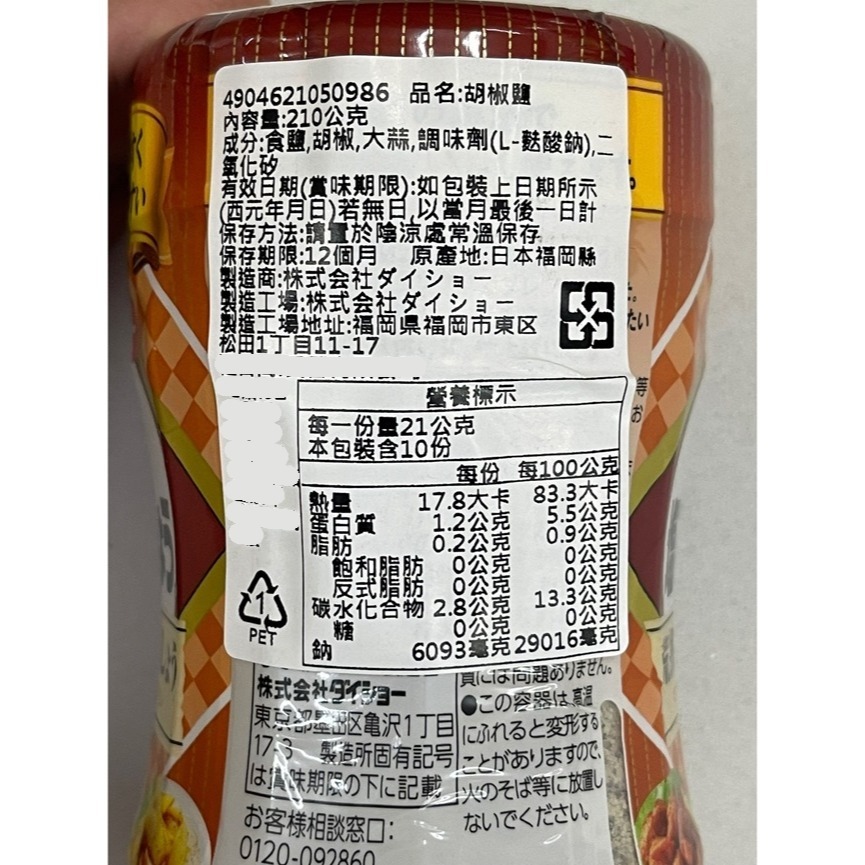 4904621050986 品名:胡椒鹽
內容量:210公克
成分:食鹽,胡椒,大蒜,調味劑(L-麩酸鈉),二
氧化矽
有效日期(賞味期限):如包裝上日期所示
(西元年月日)若無日,以當月最後一日計
保存方法:請置於陰涼處常溫保存
保存期限:12個月 原產地:日本福岡縣
製造商:株式会社ダイショー
製造工場:株式会社ダイショー
製造工場地址:福岡県福岡市東区
松田1丁目11-17
營養標示
每一份量21公克
本包裝含10份
每份 每100公克
熱量 17.8大卡 83.3大卡
蛋白質 1.2公克 5.5公克
脂肪 0.2公克 0.9公克
飽和脂肪 0公克 0公克
反式脂肪 0公克 0公克
碳水化合物 2.8公克 13.3公克
糖 0公克 0公克
鈉 6093毫克 29016毫克
1
PET
株式会社ダイショー
東京都墨田区亀沢1丁目
製造所固有記号
は賞味期限の下に記載
お客様相談窓口:
0120-092860
質には問題ありません。
●この容器は、高温
にふれると変形する
ことがありますので、
火のそば等に放置し
ないでください。
たい
等
お